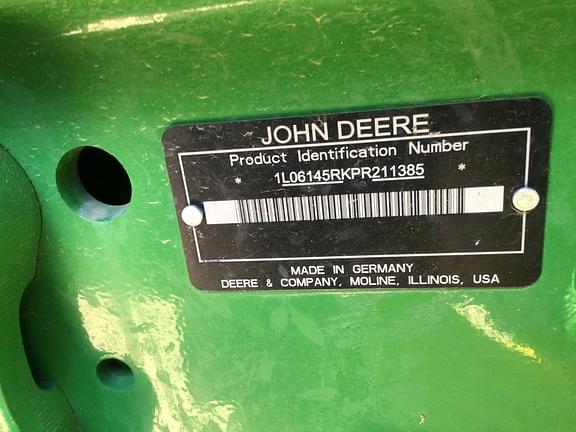 JOHN DEERE
Product Identification Number
* 1L06145RKPR211385 *
MADE IN GERMANY
DEERE & COMPANY, MOLINE, ILLINOIS, USA